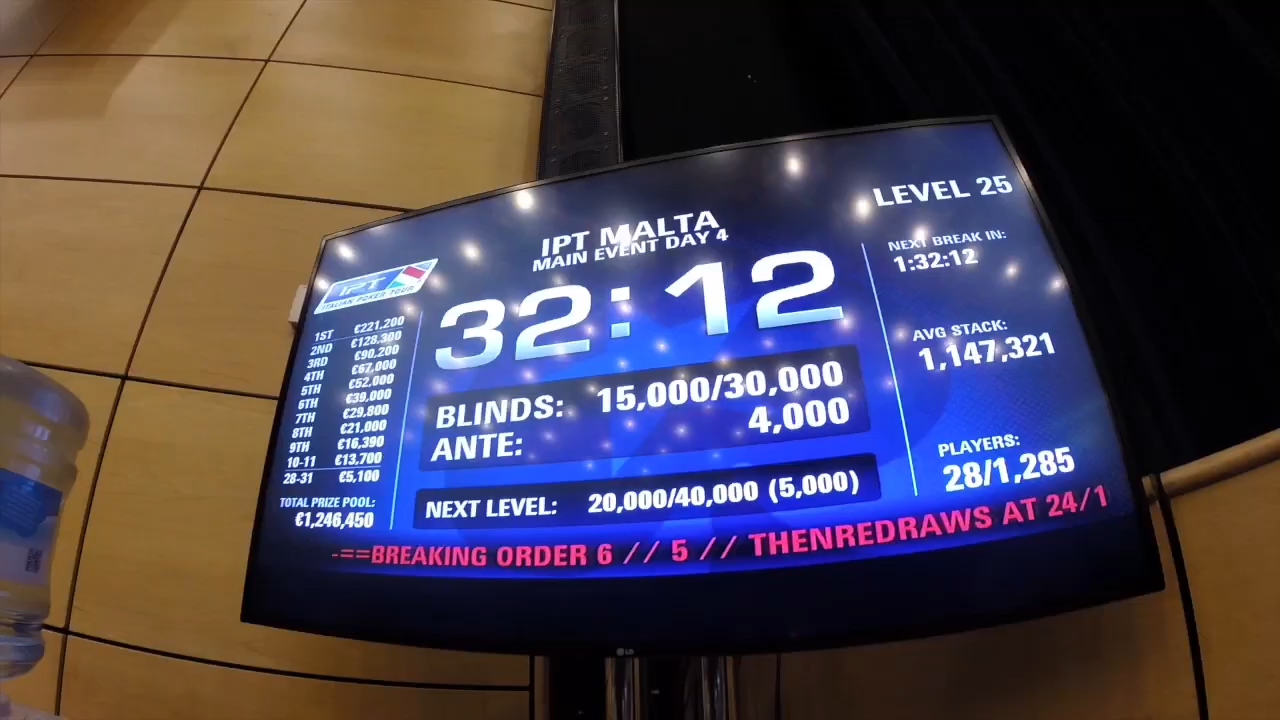 LEVEL 25
IPT MALTA
MAIN EVENT DAY 4
NEXT BREAK IN:
1:32:12
IPT
ITALIAN POKER TOUR
32:12
1ST €221,200
2ND €128,300
3RD €90,200
4TH €67,000
5TH €52,000
6TH €39,000
7TH €29,800
8TH €21,000
9TH €16,390
10-11 €13,700
28-31 €5,100
TOTAL PRIZE POOL:
€1,246,450
BLINDS: 15,000/30,000
ANTE: 4,000
NEXT LEVEL: 20,000/40,000 (5,000)
AVG STACK:
1,147,321
PLAYERS:
28/1,285
-==BREAKING ORDER 6 // 5 // THENREDRAWS AT 24/1
LG